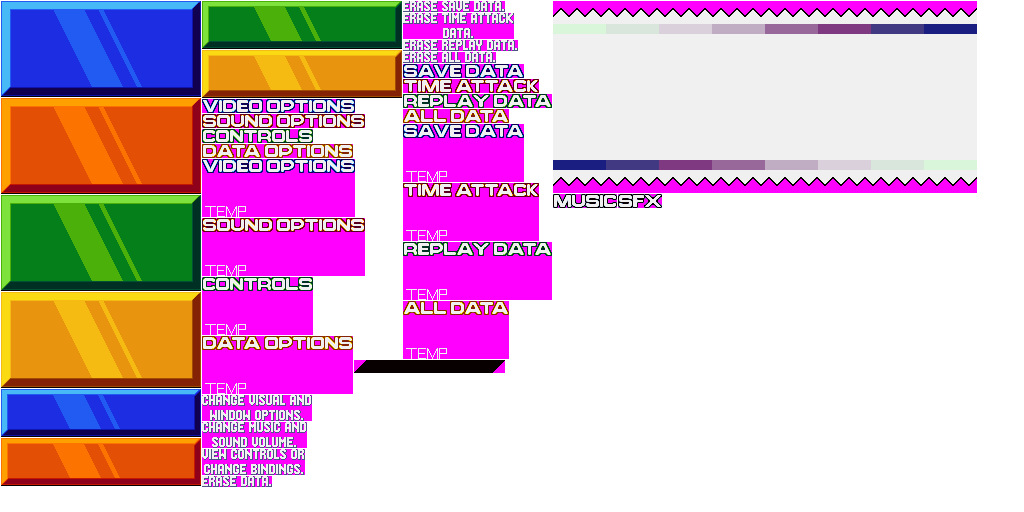 ERASE SAVE DATA.
ERASE TIME ATTACK
DATA.
ERASE REPLAY DATA.
ERASE ALL DATA.
SAVE DATA
TIME ATTACK
REPLAY DATA
ALL DATA
SAVE DATA
TEMP
TIME ATTACK
TEMP
REPLAY DATA
TEMP
ALL DATA
TEMP
VIDEO OPTIONS
SOUND OPTIONS
CONTROLS
DATA OPTIONS
VIDEO OPTIONS
TEMP
SOUND OPTIONS
TEMP
CONTROLS
TEMP
DATA OPTIONS
TEMP
CHANGE VISUAL AND
WINDOW OPTIONS.
CHANGE MUSIC AND
SOUND VOLUME.
VIEW CONTROLS OR
CHANGE BINDINGS.
ERASE DATA.
MUSIC SFX